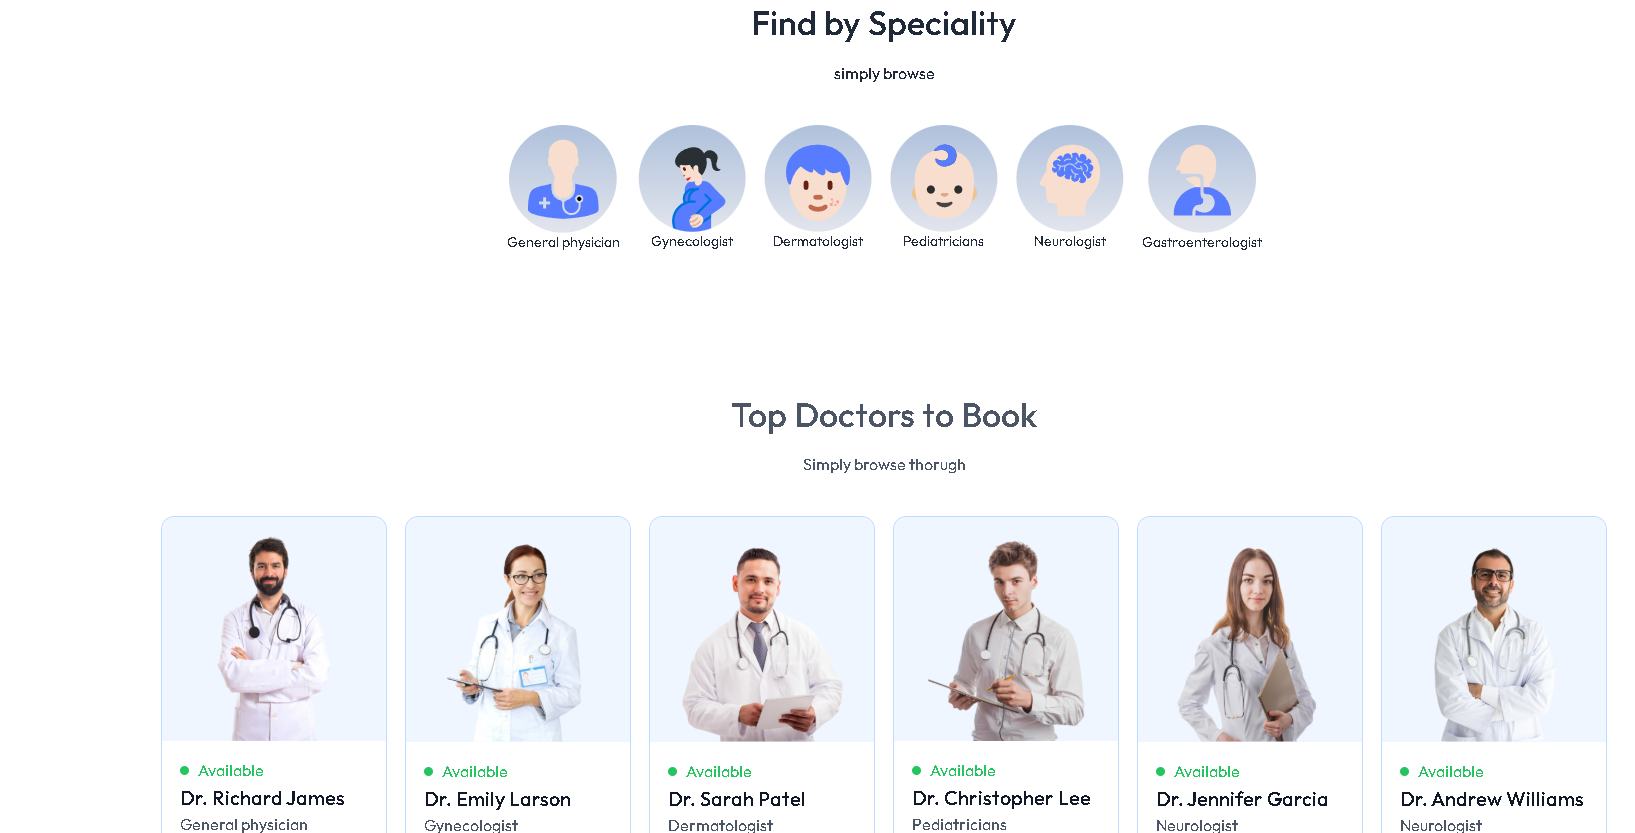 Find by Speciality
simply browse
General physician
Gynecologist
Dermatologist
Pediatricians
Neurologist
Gastroenterologist
Top Doctors to Book
Simply browse thorugh
Available
Dr. Richard James
General physician
Available
Dr. Emily Larson
Gynecologist
Available
Dr. Sarah Patel
Dermatologist
Available
Dr. Christopher Lee
Pediatricians
Available
Dr. Jennifer Garcia
Neurologist
Available
Dr. Andrew Williams
Neurologist